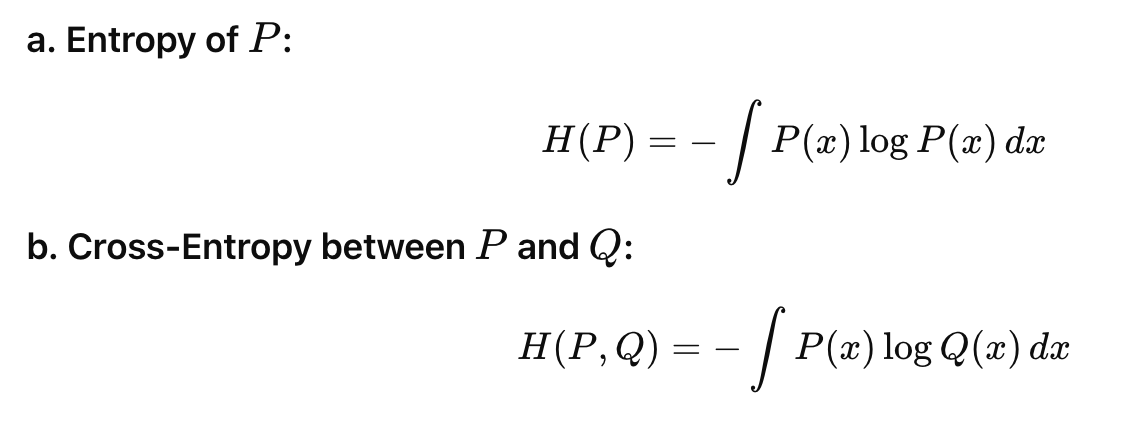 a. Entropy of P:
H(P) = − ∫ P(x) log P(x) dx
b. Cross-Entropy between P and Q:
H(P, Q) = − ∫ P(x) log Q(x) dx